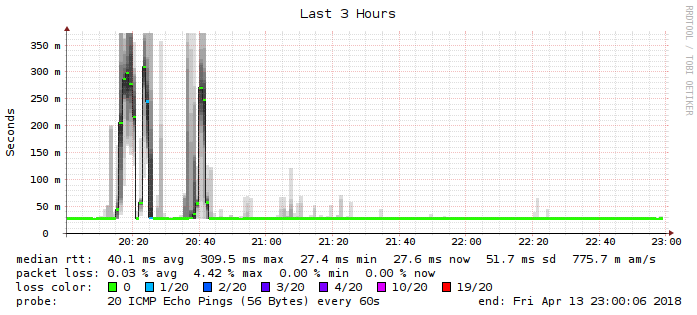 Last 3 Hours
RRDTOOL / TOBI OETIKER
Seconds
350 m
300 m
250 m
200 m
150 m
100 m
50 m
0
20:20 20:40 21:00 21:20 21:40 22:00 22:20 22:40 23:00
median rtt: 40.1 ms avg 309.5 ms max 27.4 ms min 27.6 ms now 51.7 ms sd 775.7 m am/s
packet loss: 0.03 % avg 4.42 % max 0.00 % min 0.00 % now
loss color: 0 1/20 2/20 3/20 4/20 10/20 19/20
probe: 20 ICMP Echo Pings (56 Bytes) every 60s end: Fri Apr 13 23:00:06 2018